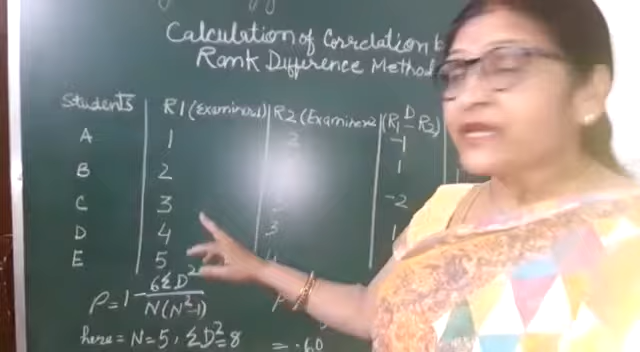 Calculation of Correlation b
Rank Difference Method
Students R1 (Examiner1) R2 (Examiner2) D (R1 - R2)
A 1 2 -1
B 2 1
C 3 -2
D 4 3 1
E 5
ρ = 1 - 6ΣD² / N(N²-1)
here = N=5, ΣD²=8
= .60